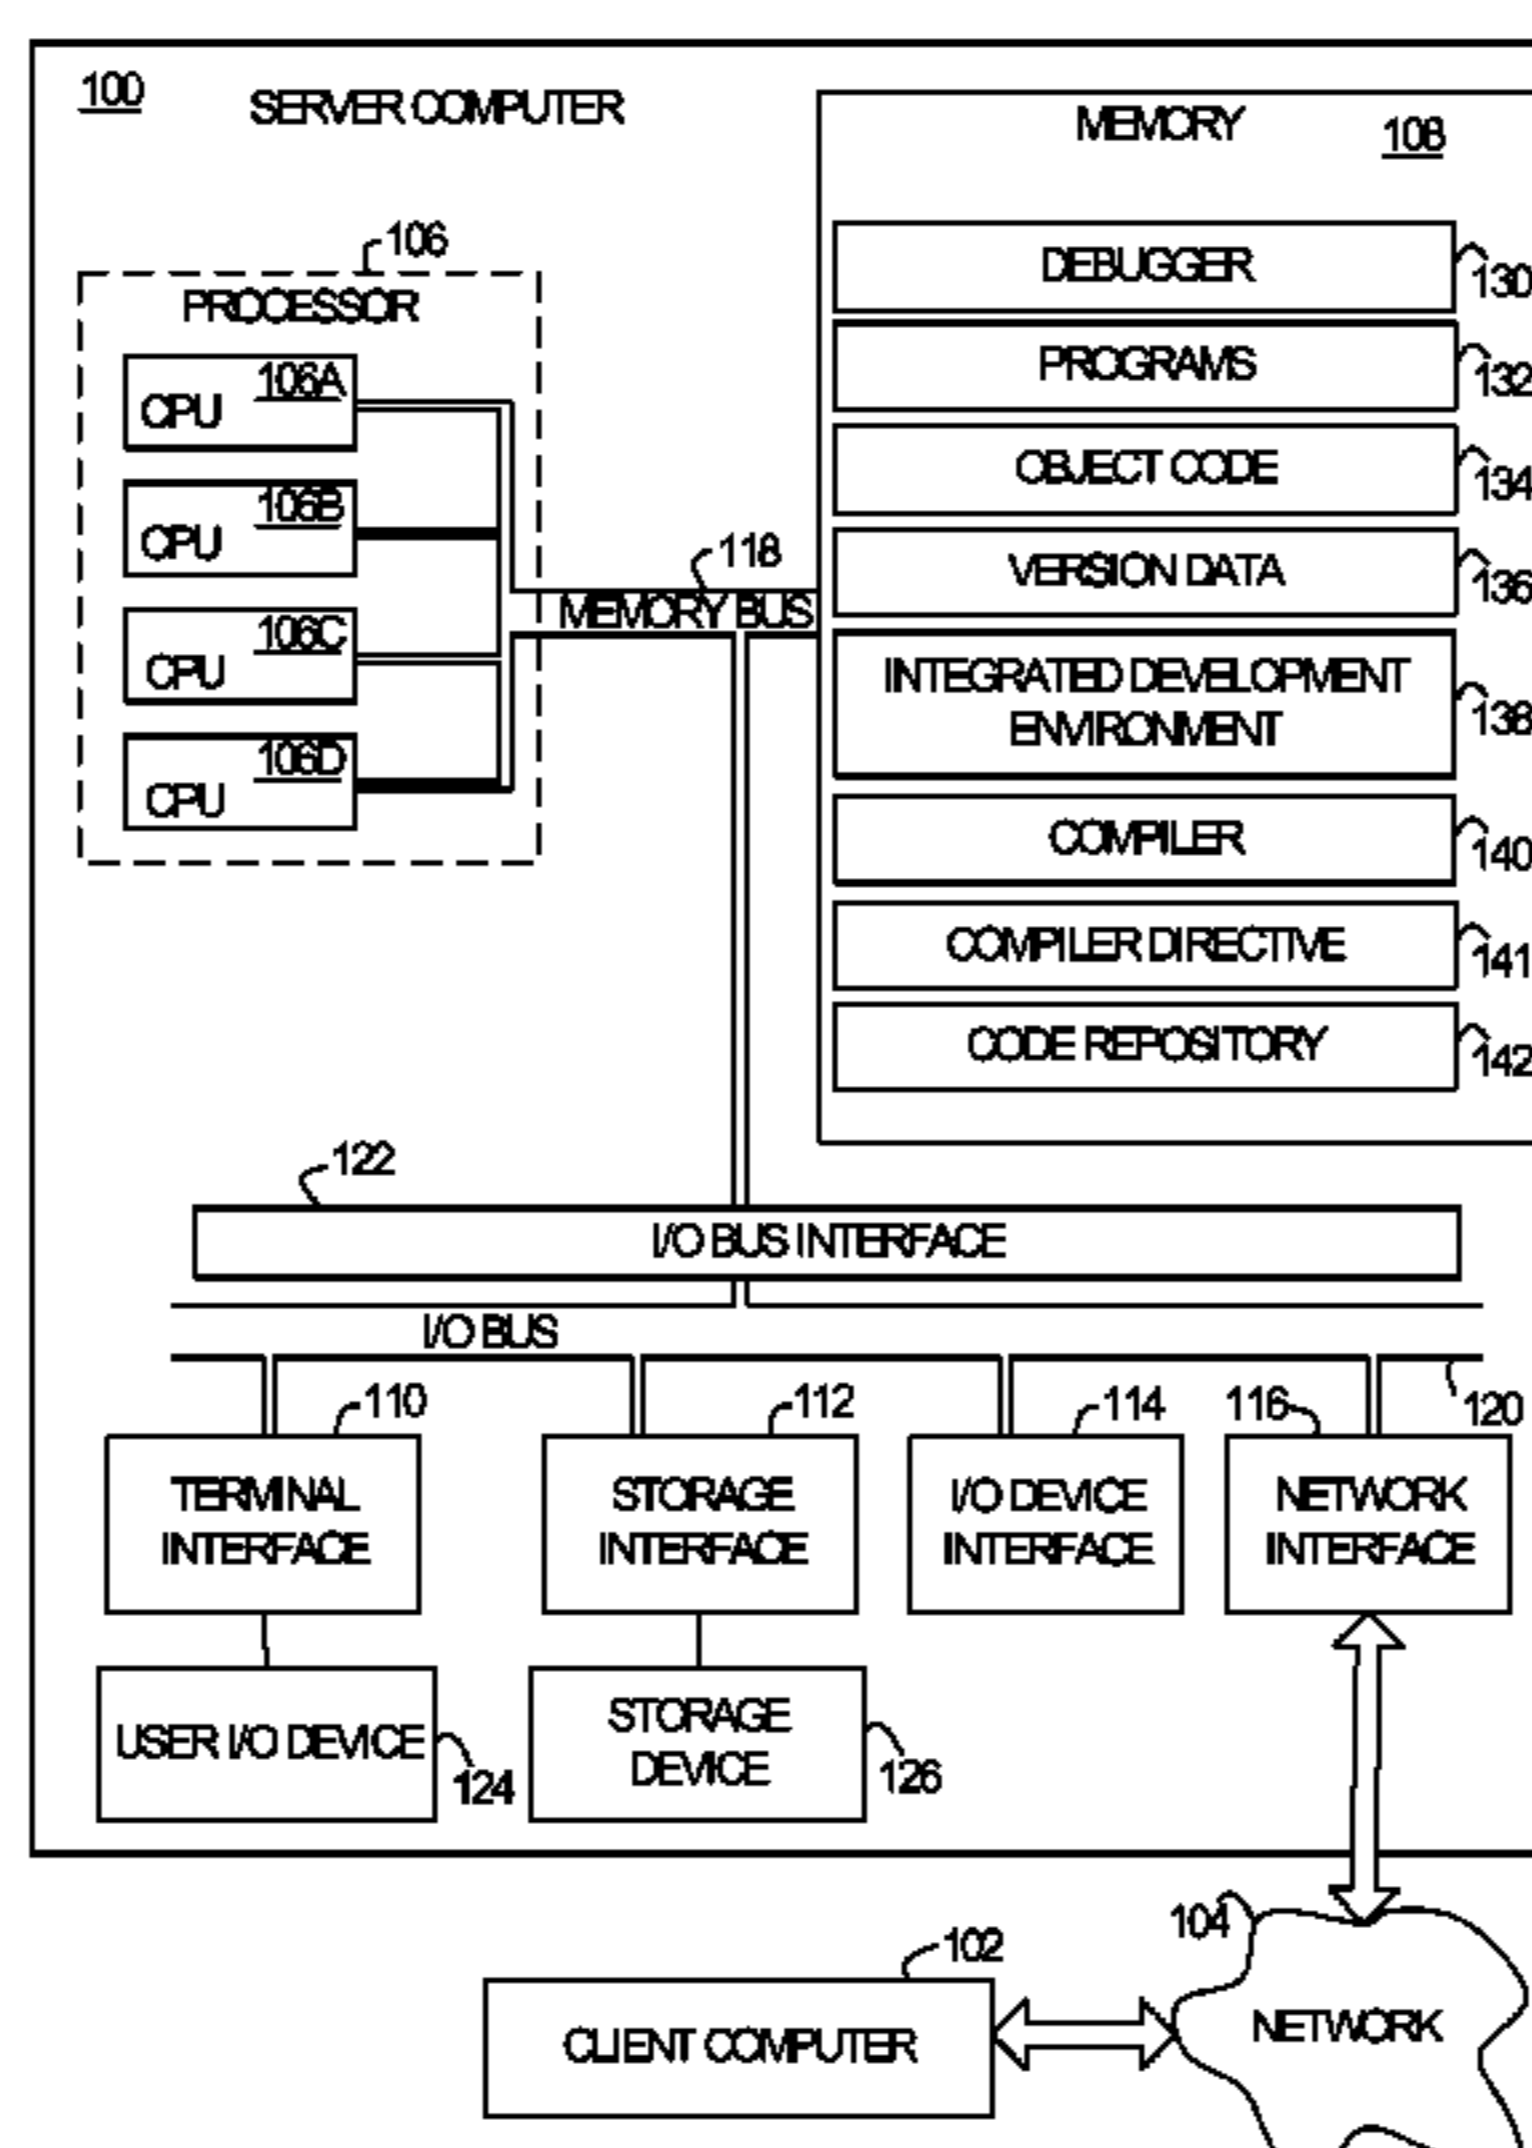 100
SERVER COMPUTER
MEMORY
108
106
PROCESSOR
CPU 106A
CPU 106B
CPU 106C
CPU 106D
118
MEMORY BUS
DEBUGGER
130
PROGRAMS
132
OBJECT CODE
134
VERSION DATA
136
INTEGRATED DEVELOPMENT
ENVIRONMENT
138
COMPILER
140
COMPILER DIRECTIVE
141
CODE REPOSITORY
142
122
I/O BUS INTERFACE
I/O BUS
120
110
TERMINAL
INTERFACE
112
STORAGE
INTERFACE
114
I/O DEVICE
INTERFACE
116
NETWORK
INTERFACE
USER I/O DEVICE
124
STORAGE
DEVICE
126
104
NETWORK
102
CLIENT COMPUTER